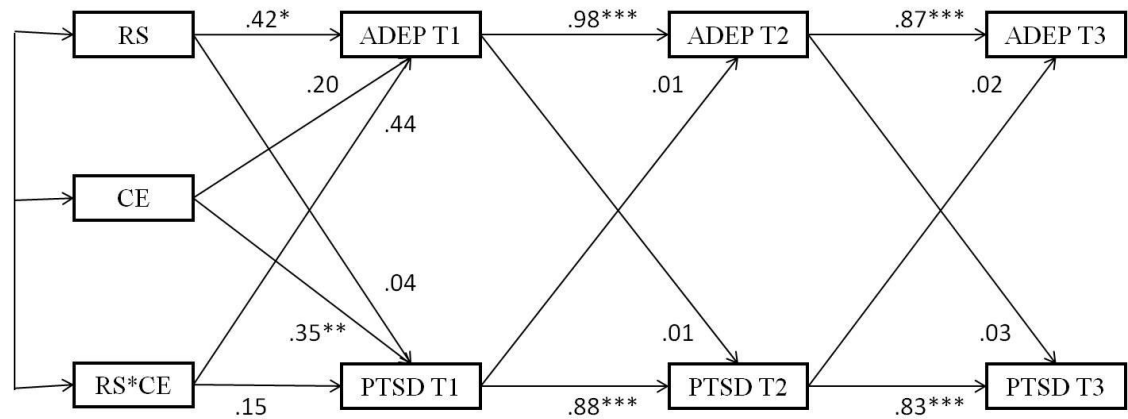 RS .42* ADEP T1 .98*** ADEP T2 .87*** ADEP T3
.20 .01 .02
.44
CE
.04
.35** .01 .03
RS*CE PTSD T1 PTSD T2 PTSD T3
.15 .88*** .83***